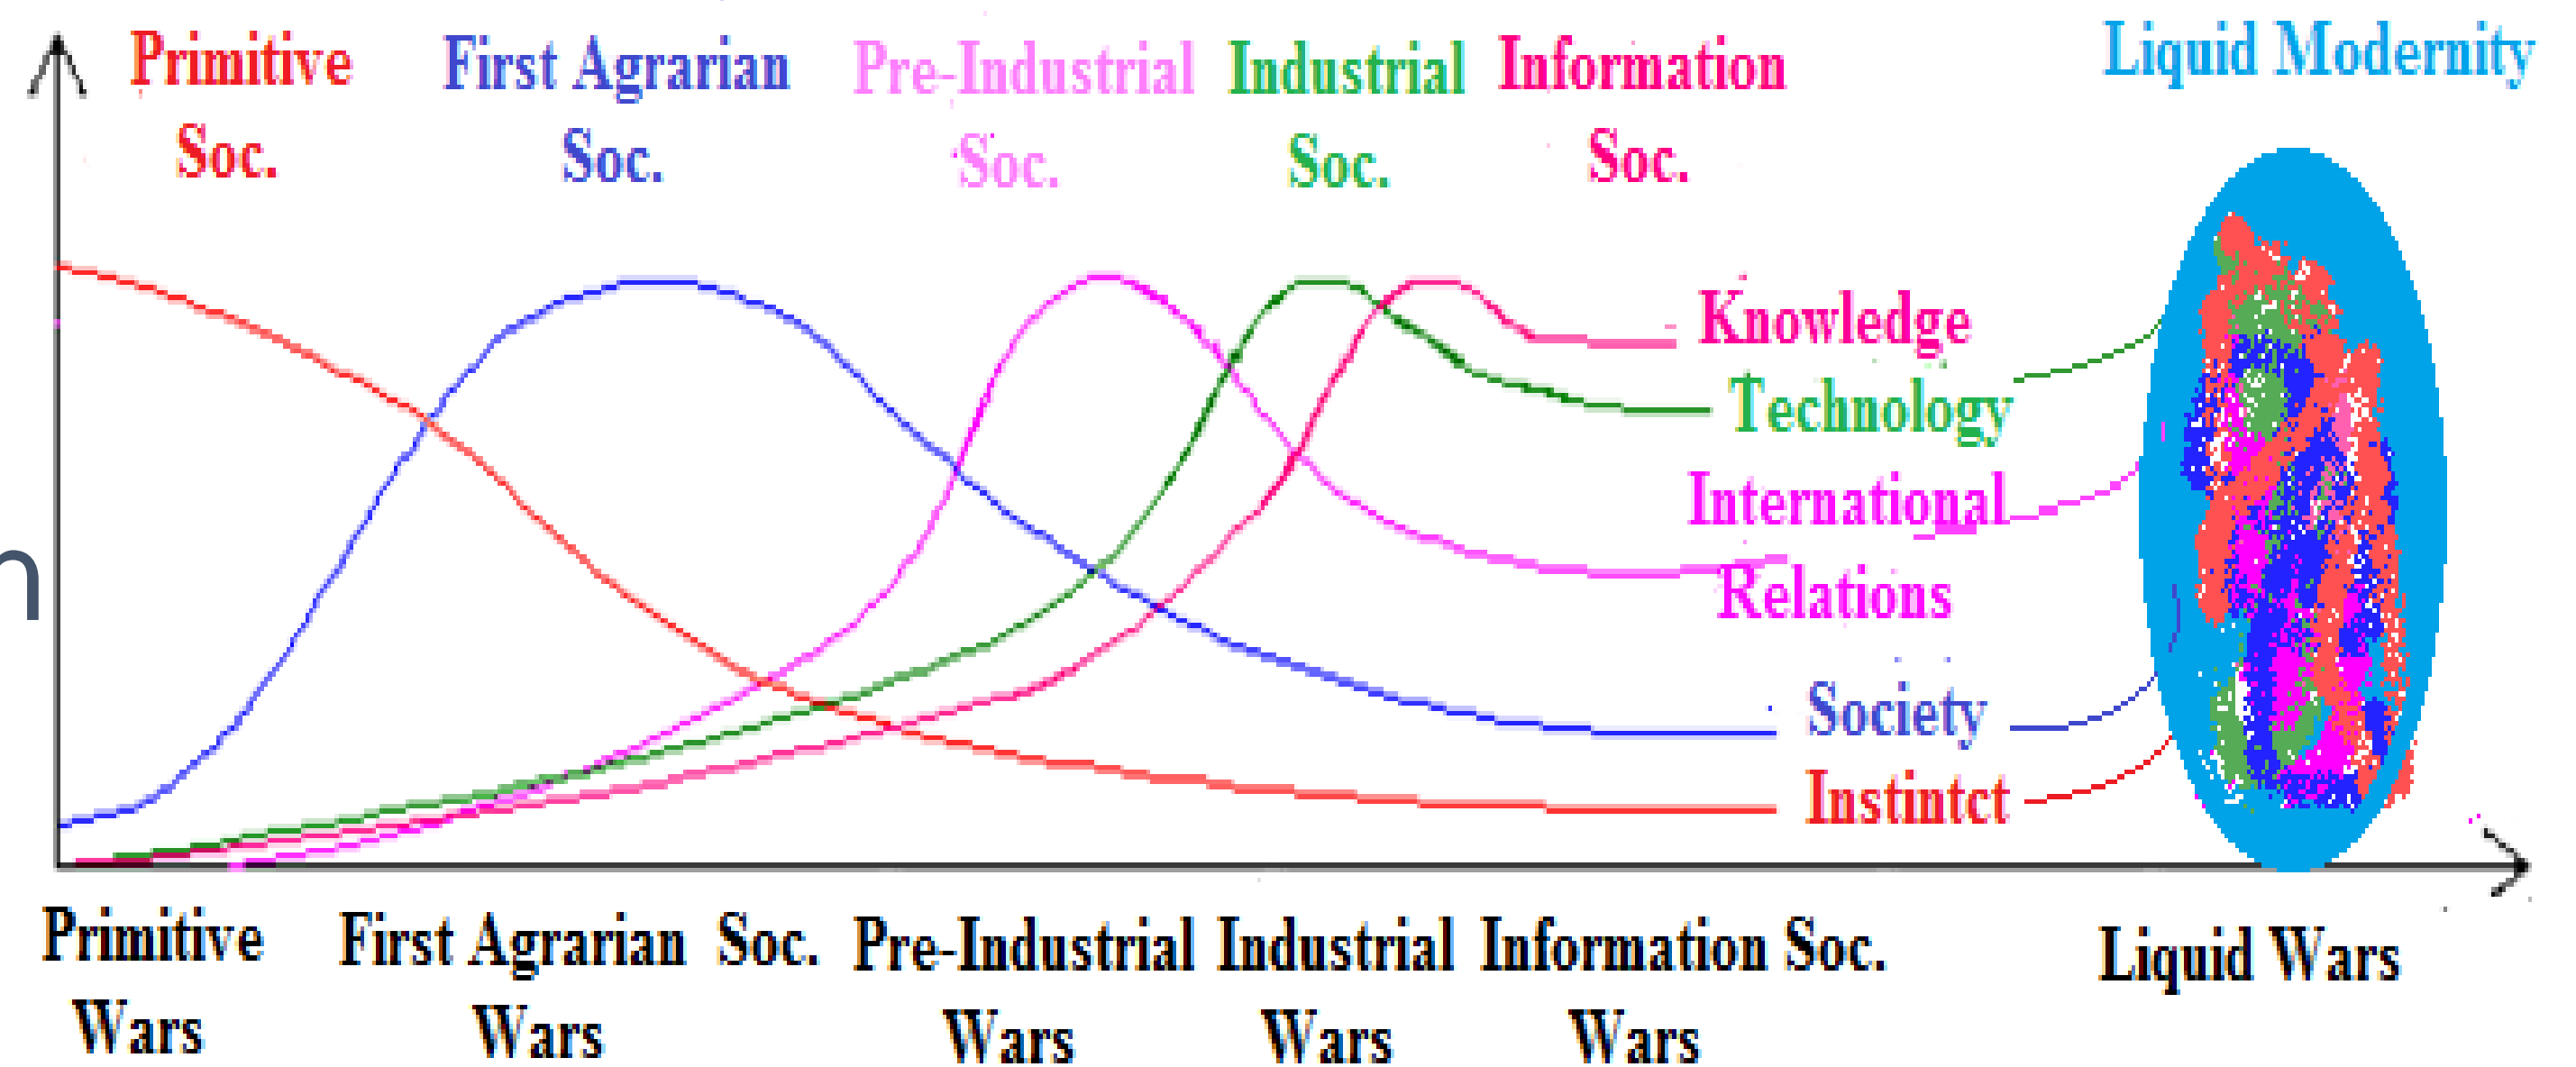 Primitive
Soc.
First Agrarian
Soc.
Pre-Industrial
Soc.
Industrial
Soc.
Information
Soc.
Liquid Modernity
Knowledge
Technology
International
Relations
Society
Instintct
n
Primitive
Wars
First Agrarian Soc.
Wars
Pre-Industrial
Wars
Industrial
Wars
Information Soc.
Wars
Liquid Wars